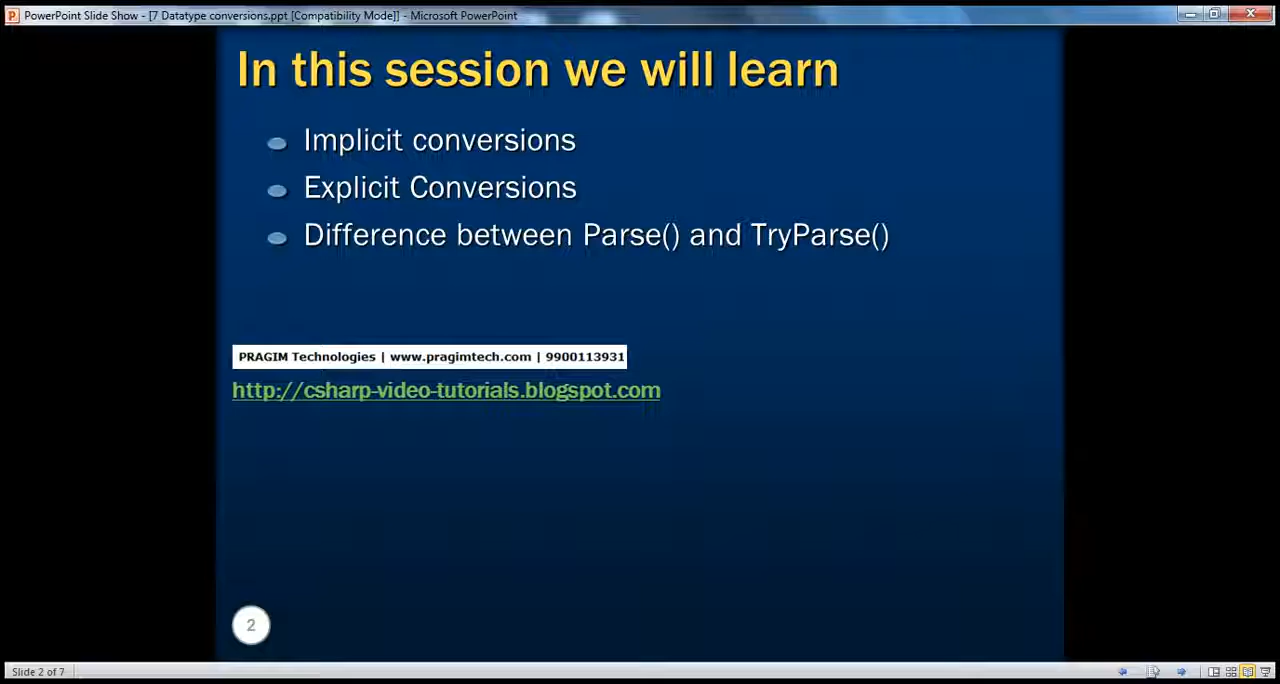 PowerPoint Slide Show - [7 Datatype conversions.ppt [Compatibility Mode]] - Microsoft PowerPoint
In this session we will learn
Implicit conversions
Explicit Conversions
Difference between Parse() and TryParse()
PRAGIM Technologies | www.pragimtech.com | 9900113931
http://csharp-video-tutorials.blogspot.com
2
Slide 2 of 7